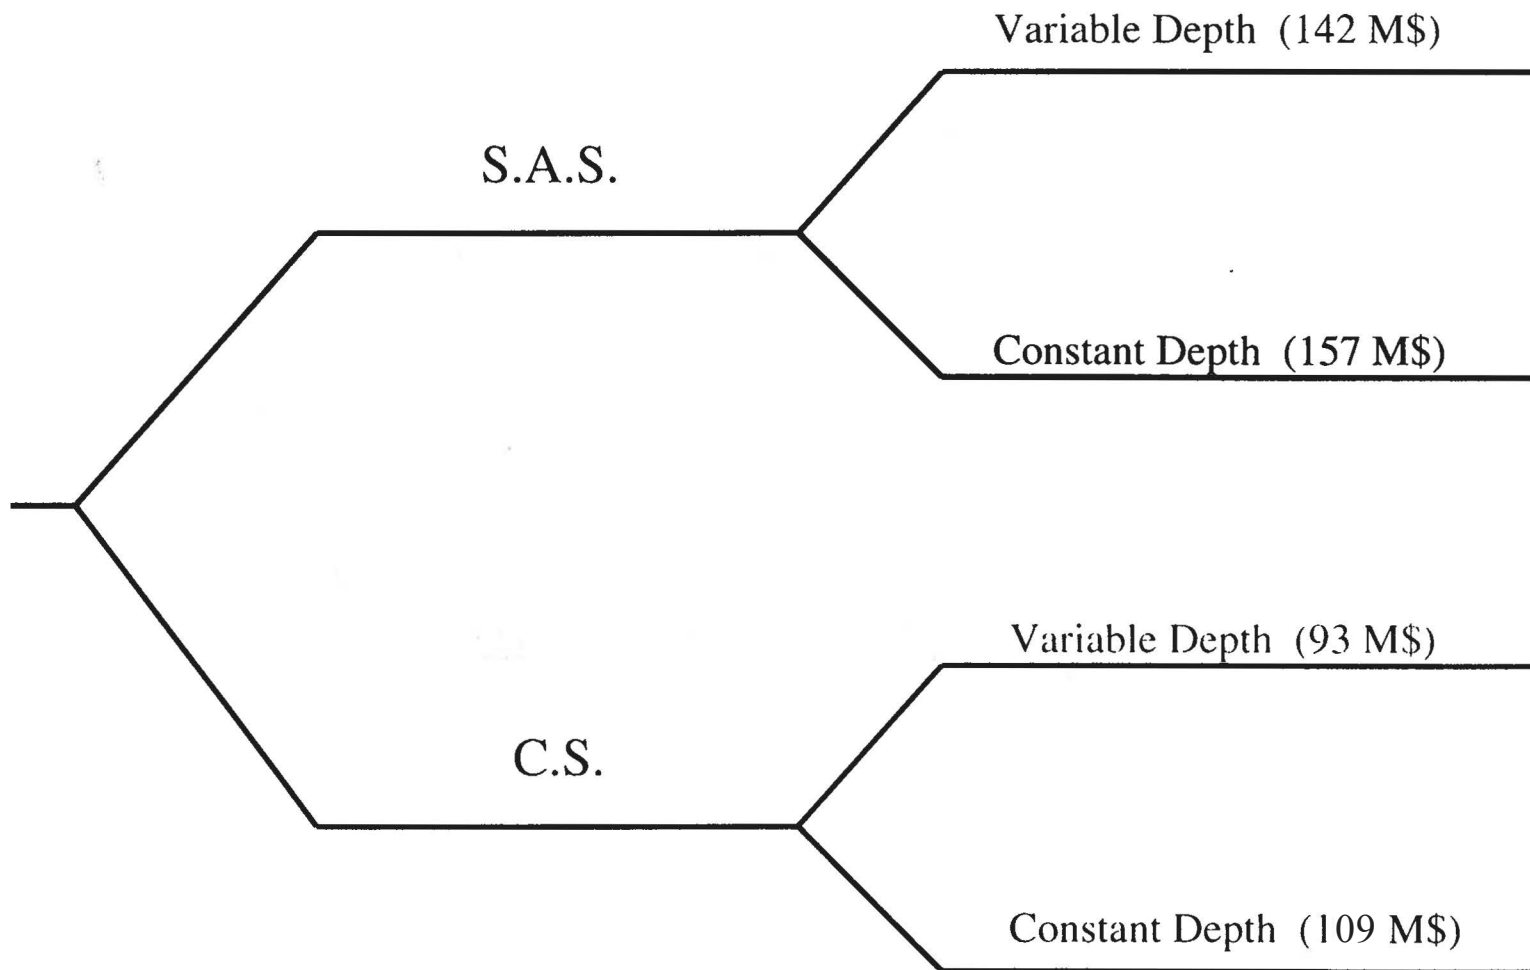 Variable Depth (142 M$)
S.A.S.
Constant Depth (157 M$)
Variable Depth (93 M$)
C.S.
Constant Depth (109 M$)